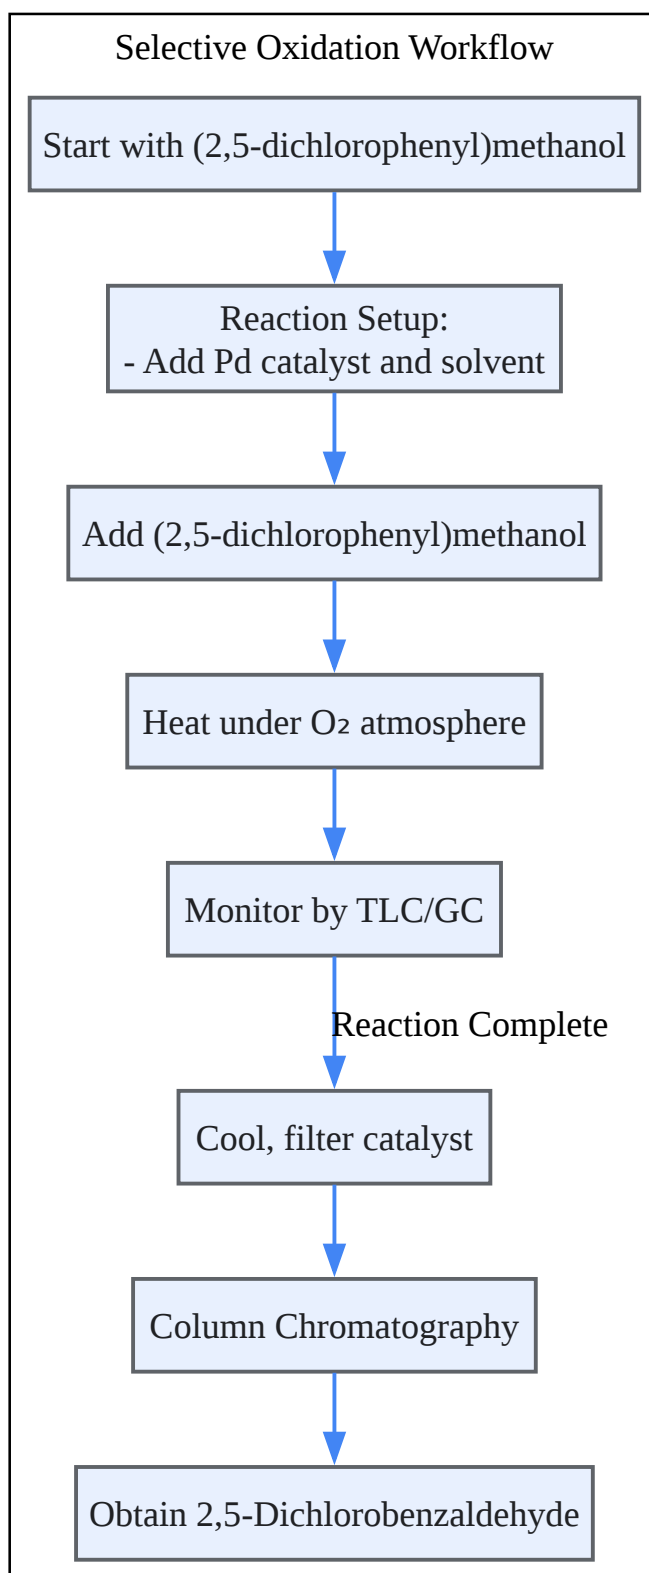 Selective Oxidation Workflow
Start with (2,5-dichlorophenyl)methanol
Reaction Setup:
- Add Pd catalyst and solvent
Add (2,5-dichlorophenyl)methanol
Heat under O₂ atmosphere
Monitor by TLC/GC
Reaction Complete
Cool, filter catalyst
Column Chromatography
Obtain 2,5-Dichlorobenzaldehyde